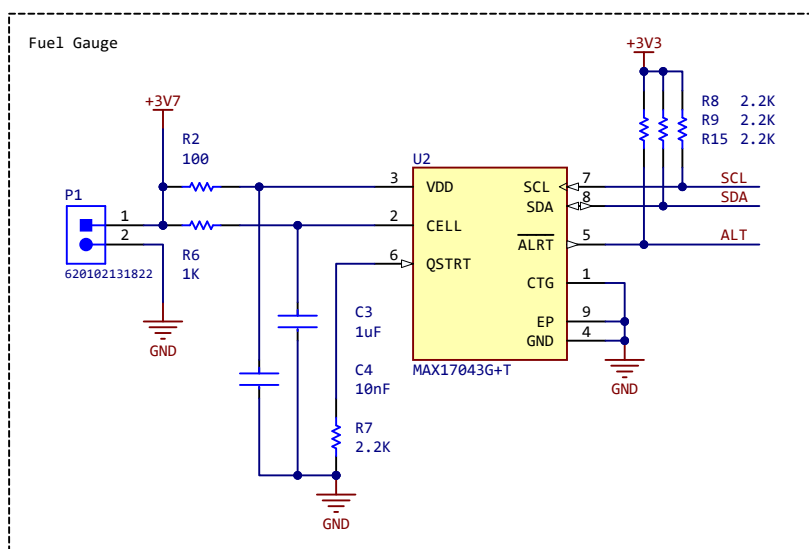 Fuel Gauge
+3V7
+3V3
R2
100
R8 2.2K
R9 2.2K
R15 2.2K
U2
P1
1
2
620102131822
R6
1K
GND
3 VDD
2 CELL
6 QSTRT
SCL 7 SCL
SDA 8 SDA
ALRT 5 ALT
CTG 1
EP 9
GND 4
MAX17043G+T
GND
C3
1uF
C4
10nF
R7
2.2K
GND